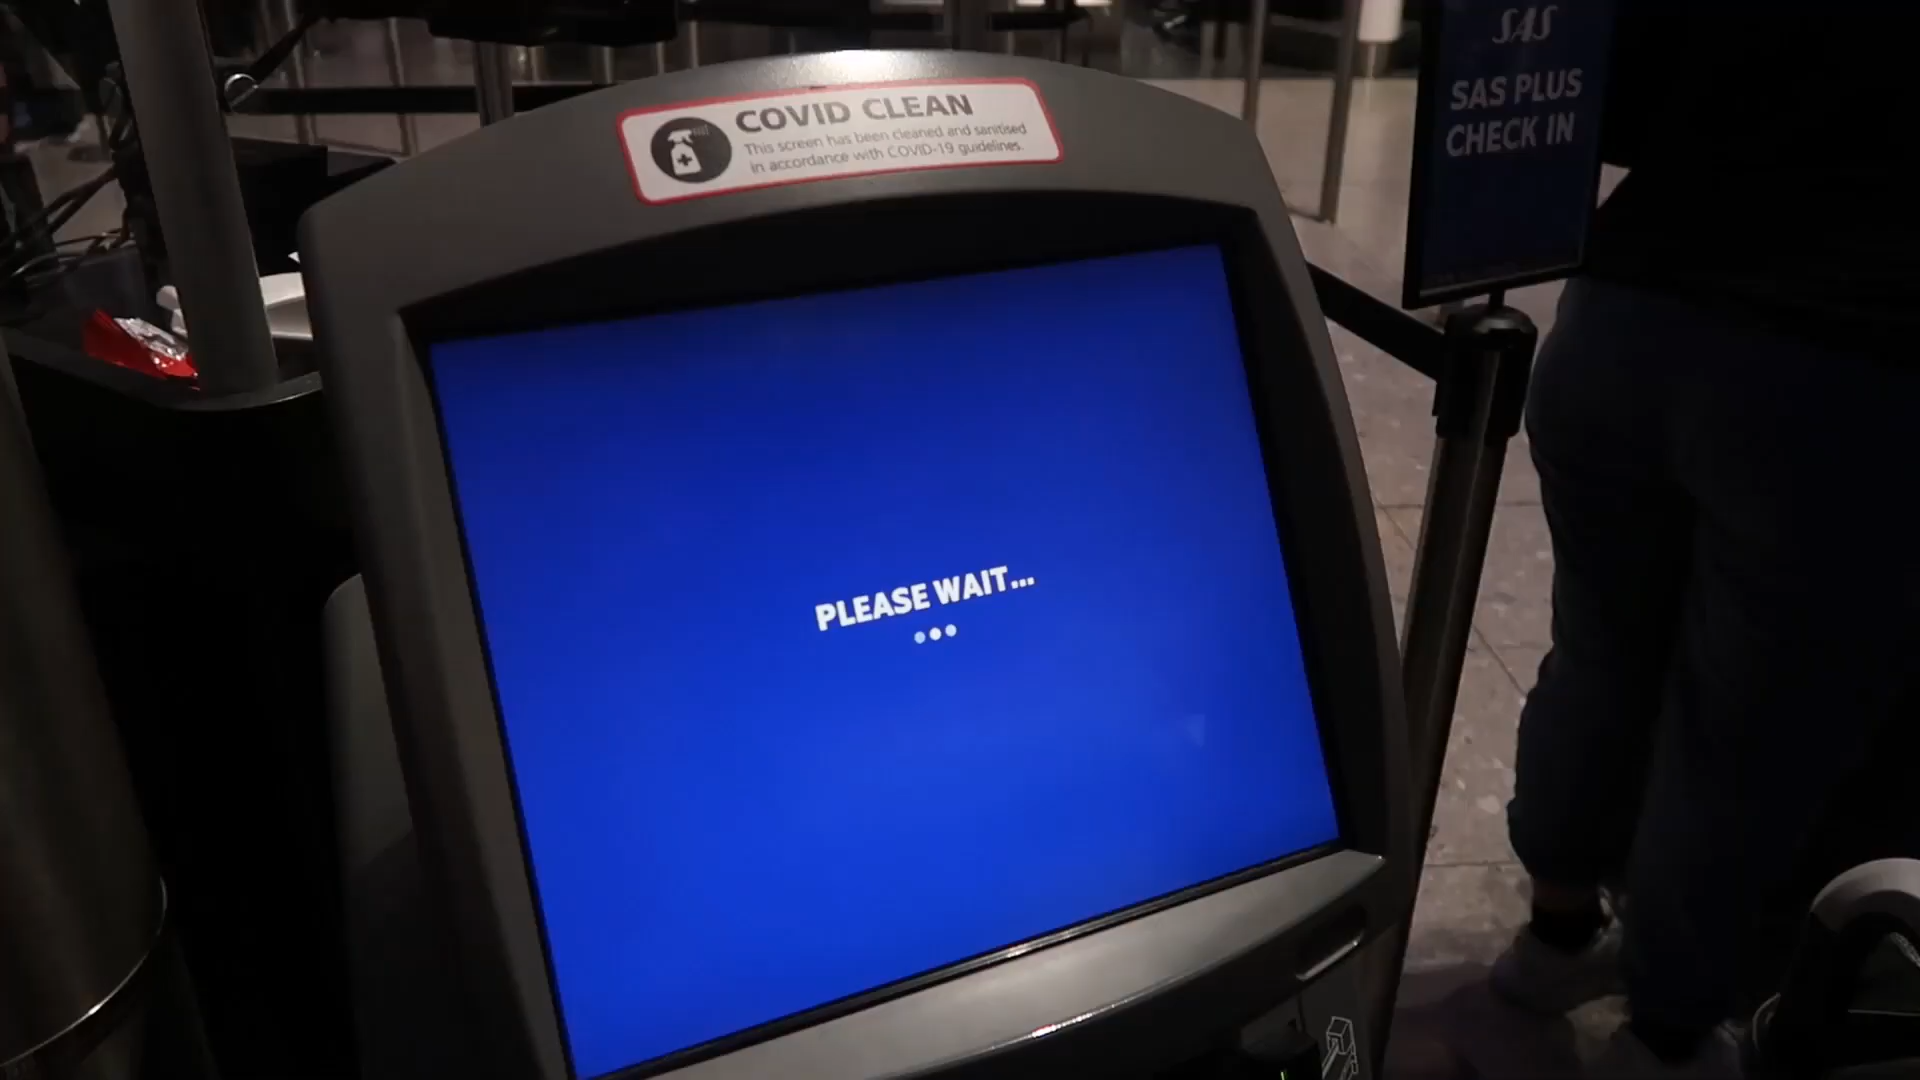 COVID CLEAN
This screen has been cleaned and sanitised
in accordance with COVID-19 guidelines.
SAS
SAS PLUS
CHECK IN
PLEASE WAIT...